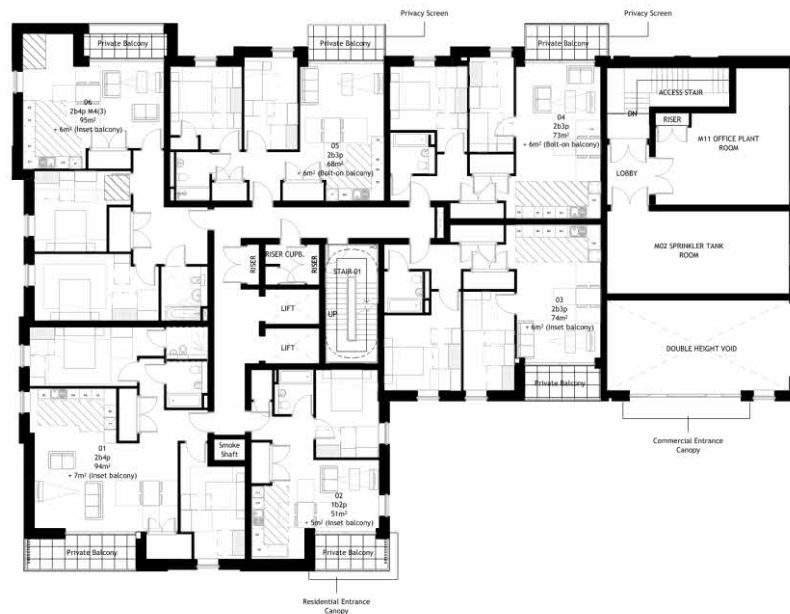 Privacy Screen
Privacy Screen
Private Balcony
Private Balcony
Private Balcony
06
2b4p M4(3)
95m²
+ 6m² (Inset balcony)
05
2b3p
68m²
+ 6m² (Bolt-on balcony)
04
2b3p
73m²
+ 6m² (Bolt-on balcony)
ACCESS STAIR
DN
RISER
M11 OFFICE PLANT
ROOM
LOBBY
M02 SPRINKLER TANK
ROOM
RISER
RISER CUPB.
RISER
STAIR 01
UP
LIFT
LIFT
03
2b3p
74m²
+ 6m² (Inset balcony)
DOUBLE HEIGHT VOID
Private Balcony
Commercial Entrance
Canopy
01
2b4p
94m²
+ 7m² (Inset balcony)
Smoke
Shaft
02
1b2p
51m²
+ 5m² (Inset balcony)
Private Balcony
Private Balcony
Residential Entrance
Canopy